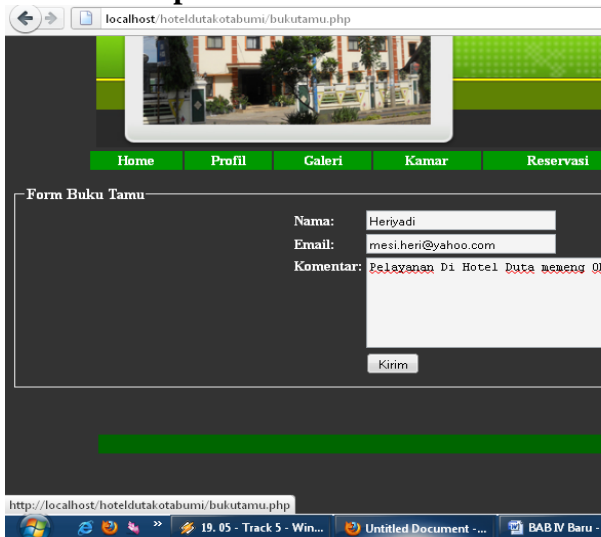 localhost/hoteldutakotabumi/bukutamu.php
Home Profil Galeri Kamar Reservasi
Form Buku Tamu
Nama: Heriyadi
Email: mesi.heri@yahoo.com
Komentar: Pelayanan Di Hotel Duta memeng
Kirim
http://localhost/hoteldutakotabumi/bukutamu.php
» 19. 05 - Track 5 - Win... Untitled Document -... BAB IV Baru -